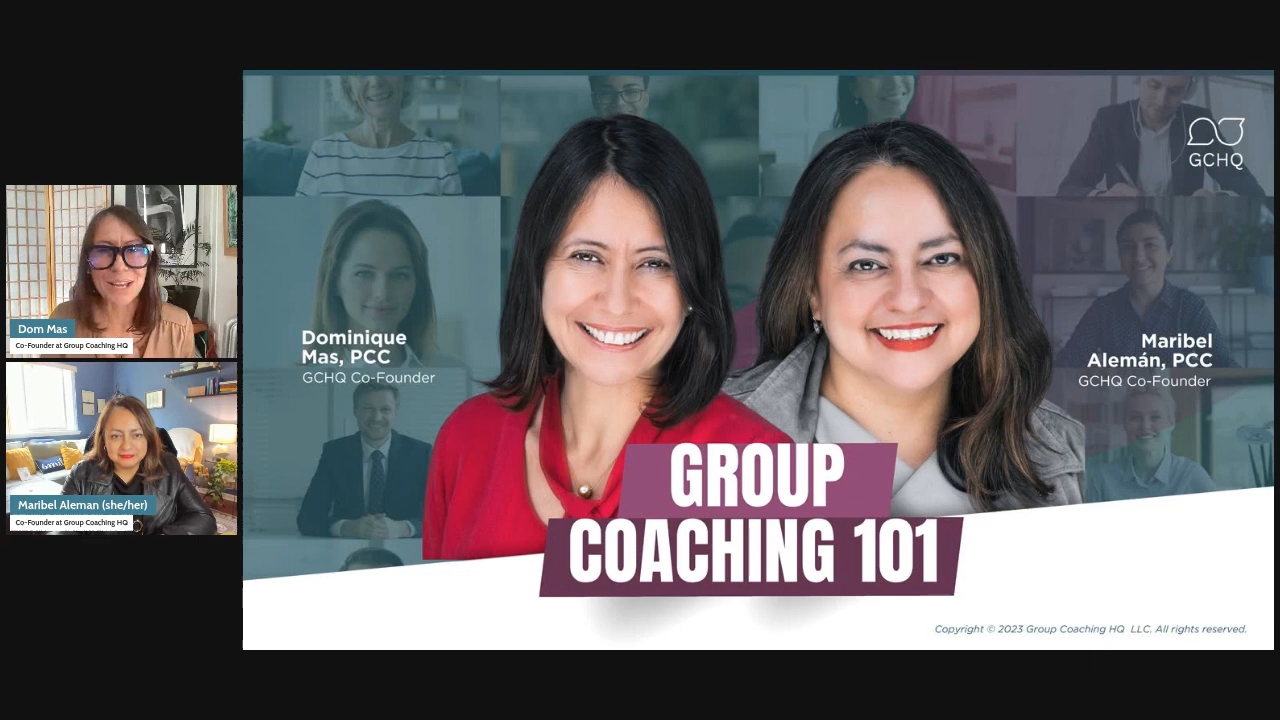 Dom Mas
Co-Founder at Group Coaching HQ
Maribel Aleman (she/her)
Co-Founder at Group Coaching HQ
GCHQ
Dominique
Mas, PCC
GCHQ Co-Founder
Maribel
Alemán, PCC
GCHQ Co-Founder
GROUP
COACHING 101
Copyright © 2023 Group Coaching HQ LLC. All rights reserved.